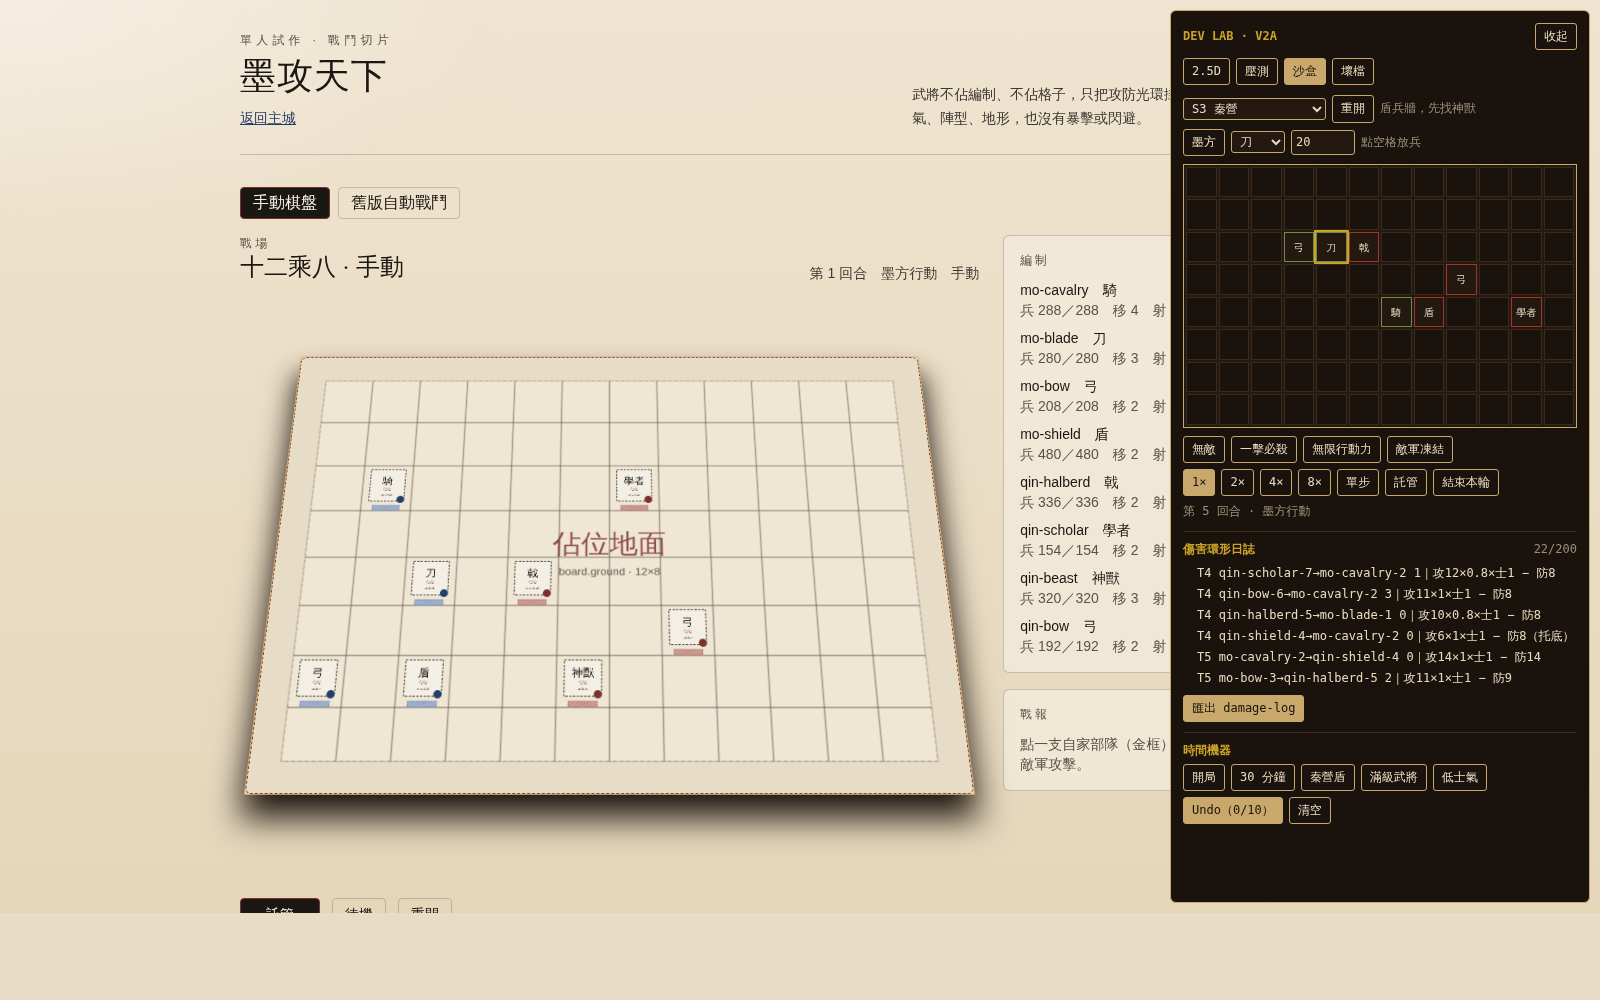 單人試作 · 戰鬥切片
墨攻天下
返回主城
武將不佔編制、不佔格子，只把攻防光環掛
氣、陣型、地形，也沒有暴擊或閃避。
手動棋盤
舊版自動戰鬥
戰場
十二乘八 · 手動
第 1 回合 墨方行動 手動
騎
學者
佔位地面
board.ground · 12×8
刀
戟
弓
弓
盾
神獸
託管
待機
重開
編制
mo-cavalry 騎
兵 288／288 移 4 射
mo-blade 刀
兵 280／280 移 3 射
mo-bow 弓
兵 208／208 移 2 射
mo-shield 盾
兵 480／480 移 2 射
qin-halberd 戟
兵 336／336 移 2 射
qin-scholar 學者
兵 154／154 移 2 射
qin-beast 神獸
兵 320／320 移 3 射
qin-bow 弓
兵 192／192 移 2 射
戰報
點一支自家部隊（金框）
敵軍攻擊。
DEV LAB · V2A
收起
2.5D
壓測
沙盒
壞檔
S3 秦營
重開
盾兵牆，先找神獸
墨方
刀
20
點空格放兵
弓
刀
戟
弓
騎
盾
學者
無敵
一擊必殺
無限行動力
敵軍凍結
1×
2×
4×
8×
單步
託管
結束本輪
第 5 回合 · 墨方行動
傷害環形日誌
22/200
T4 qin-scholar-7→mo-cavalry-2 1｜攻12×0.8×士1 − 防8
T4 qin-bow-6→mo-cavalry-2 3｜攻11×1×士1 − 防8
T4 qin-halberd-5→mo-blade-1 0｜攻10×0.8×士1 − 防8
T4 qin-shield-4→mo-cavalry-2 0｜攻6×1×士1 − 防8（托底）
T5 mo-cavalry-2→qin-shield-4 0｜攻14×1×士1 − 防14
T5 mo-bow-3→qin-halberd-5 2｜攻11×1×士1 − 防9
匯出 damage-log
時間機器
開局
30 分鐘
秦營盾
滿級武將
低士氣
Undo（0/10）
清空